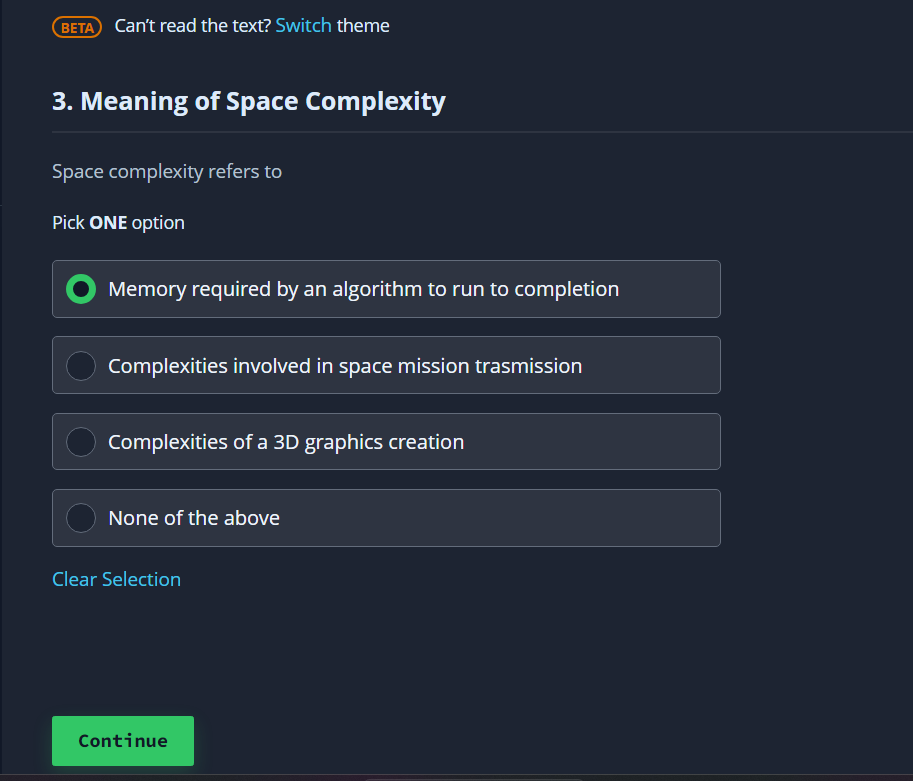 BETA Can't read the text? Switch theme
3. Meaning of Space Complexity
Space complexity refers to
Pick ONE option
Memory required by an algorithm to run to completion
Complexities involved in space mission trasmission
Complexities of a 3D graphics creation
None of the above
Clear Selection
Continue